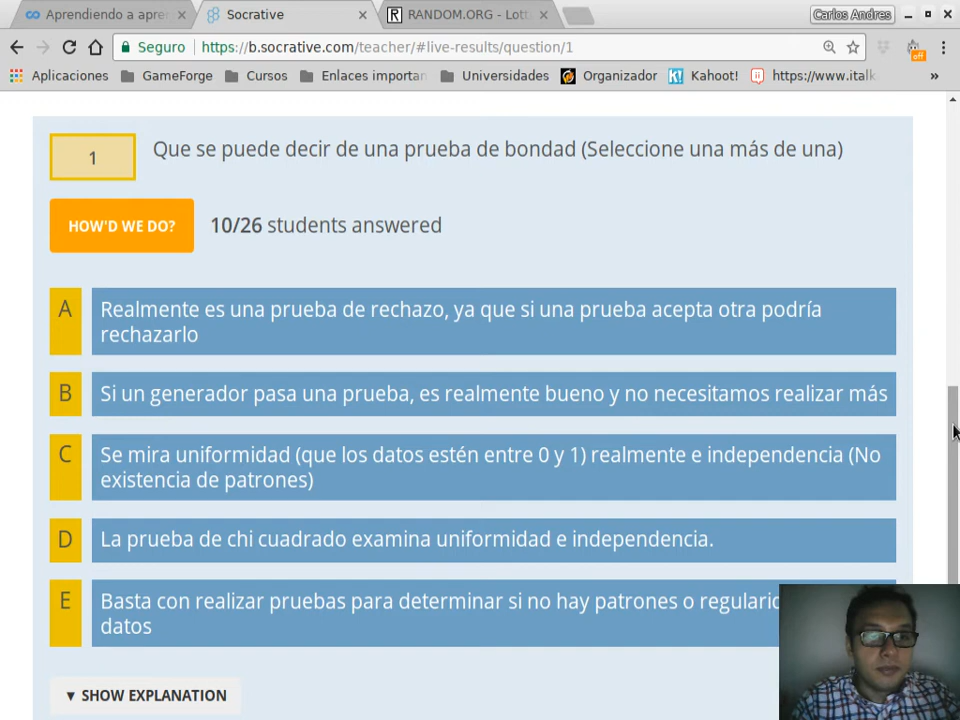 Aprendiendo a apre
Socrative
RANDOM.ORG - Lott
Carlos Andres
Seguro
https://b.socrative.com/teacher/#live-results/question/1
off
Aplicaciones
GameForge
Cursos
Enlaces importan
Universidades
Organizador
Kahoot!
https://www.italk
»
1
Que se puede decir de una prueba de bondad (Seleccione una más de una)
HOW'D WE DO?
10/26 students answered
A
Realmente es una prueba de rechazo, ya que si una prueba acepta otra podría
rechazarlo
B
Si un generador pasa una prueba, es realmente bueno y no necesitamos realizar más
C
Se mira uniformidad (que los datos estén entre 0 y 1) realmente e independencia (No
existencia de patrones)
D
La prueba de chi cuadrado examina uniformidad e independencia.
E
Basta con realizar pruebas para determinar si no hay patrones o
datos
▼ SHOW EXPLANATION